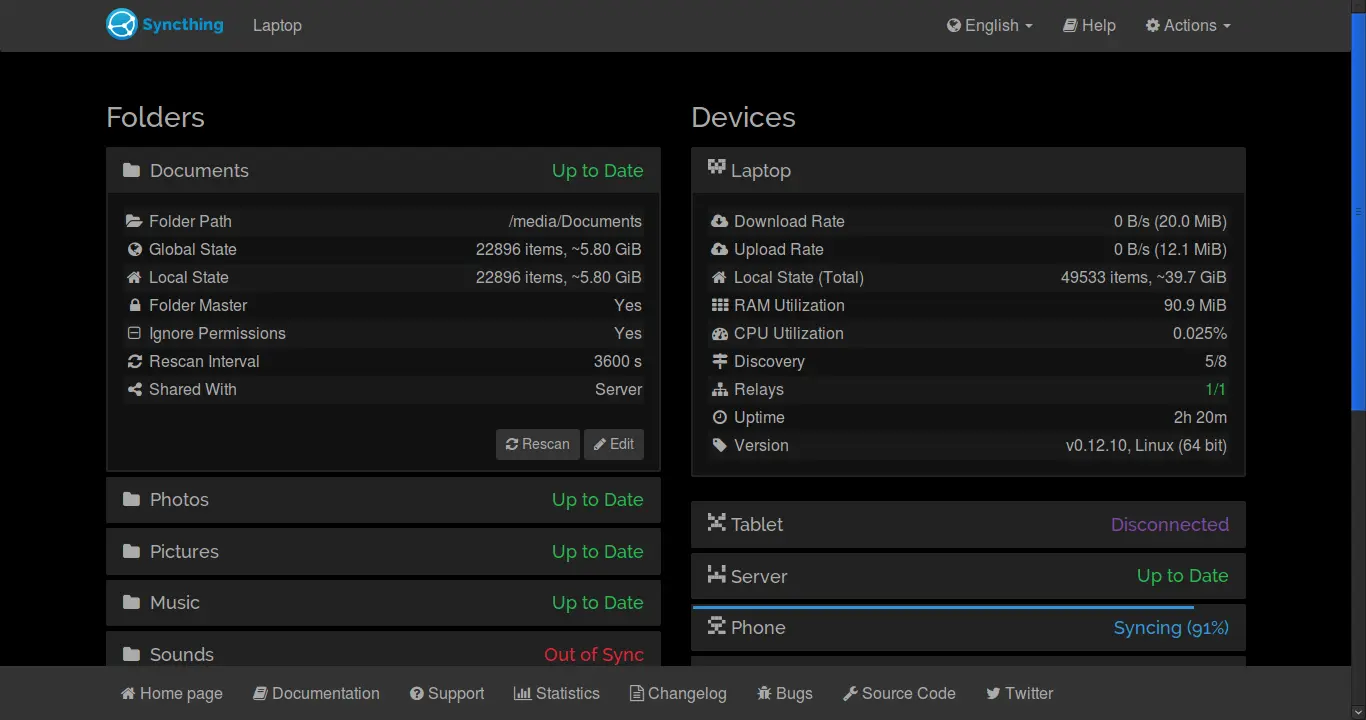 Syncthing Laptop English Help Actions
Folders
Documents Up to Date
Folder Path /media/Documents
Global State 22896 items, ~5.80 GiB
Local State 22896 items, ~5.80 GiB
Folder Master Yes
Ignore Permissions Yes
Rescan Interval 3600 s
Shared With Server
Rescan Edit
Photos Up to Date
Pictures Up to Date
Music Up to Date
Sounds Out of Sync
Devices
Laptop
Download Rate 0 B/s (20.0 MiB)
Upload Rate 0 B/s (12.1 MiB)
Local State (Total) 49533 items, ~39.7 GiB
RAM Utilization 90.9 MiB
CPU Utilization 0.025%
Discovery 5/8
Relays 1/1
Uptime 2h 20m
Version v0.12.10, Linux (64 bit)
Tablet Disconnected
Server Up to Date
Phone Syncing (91%)
Home page Documentation Support Statistics Changelog Bugs Source Code Twitter